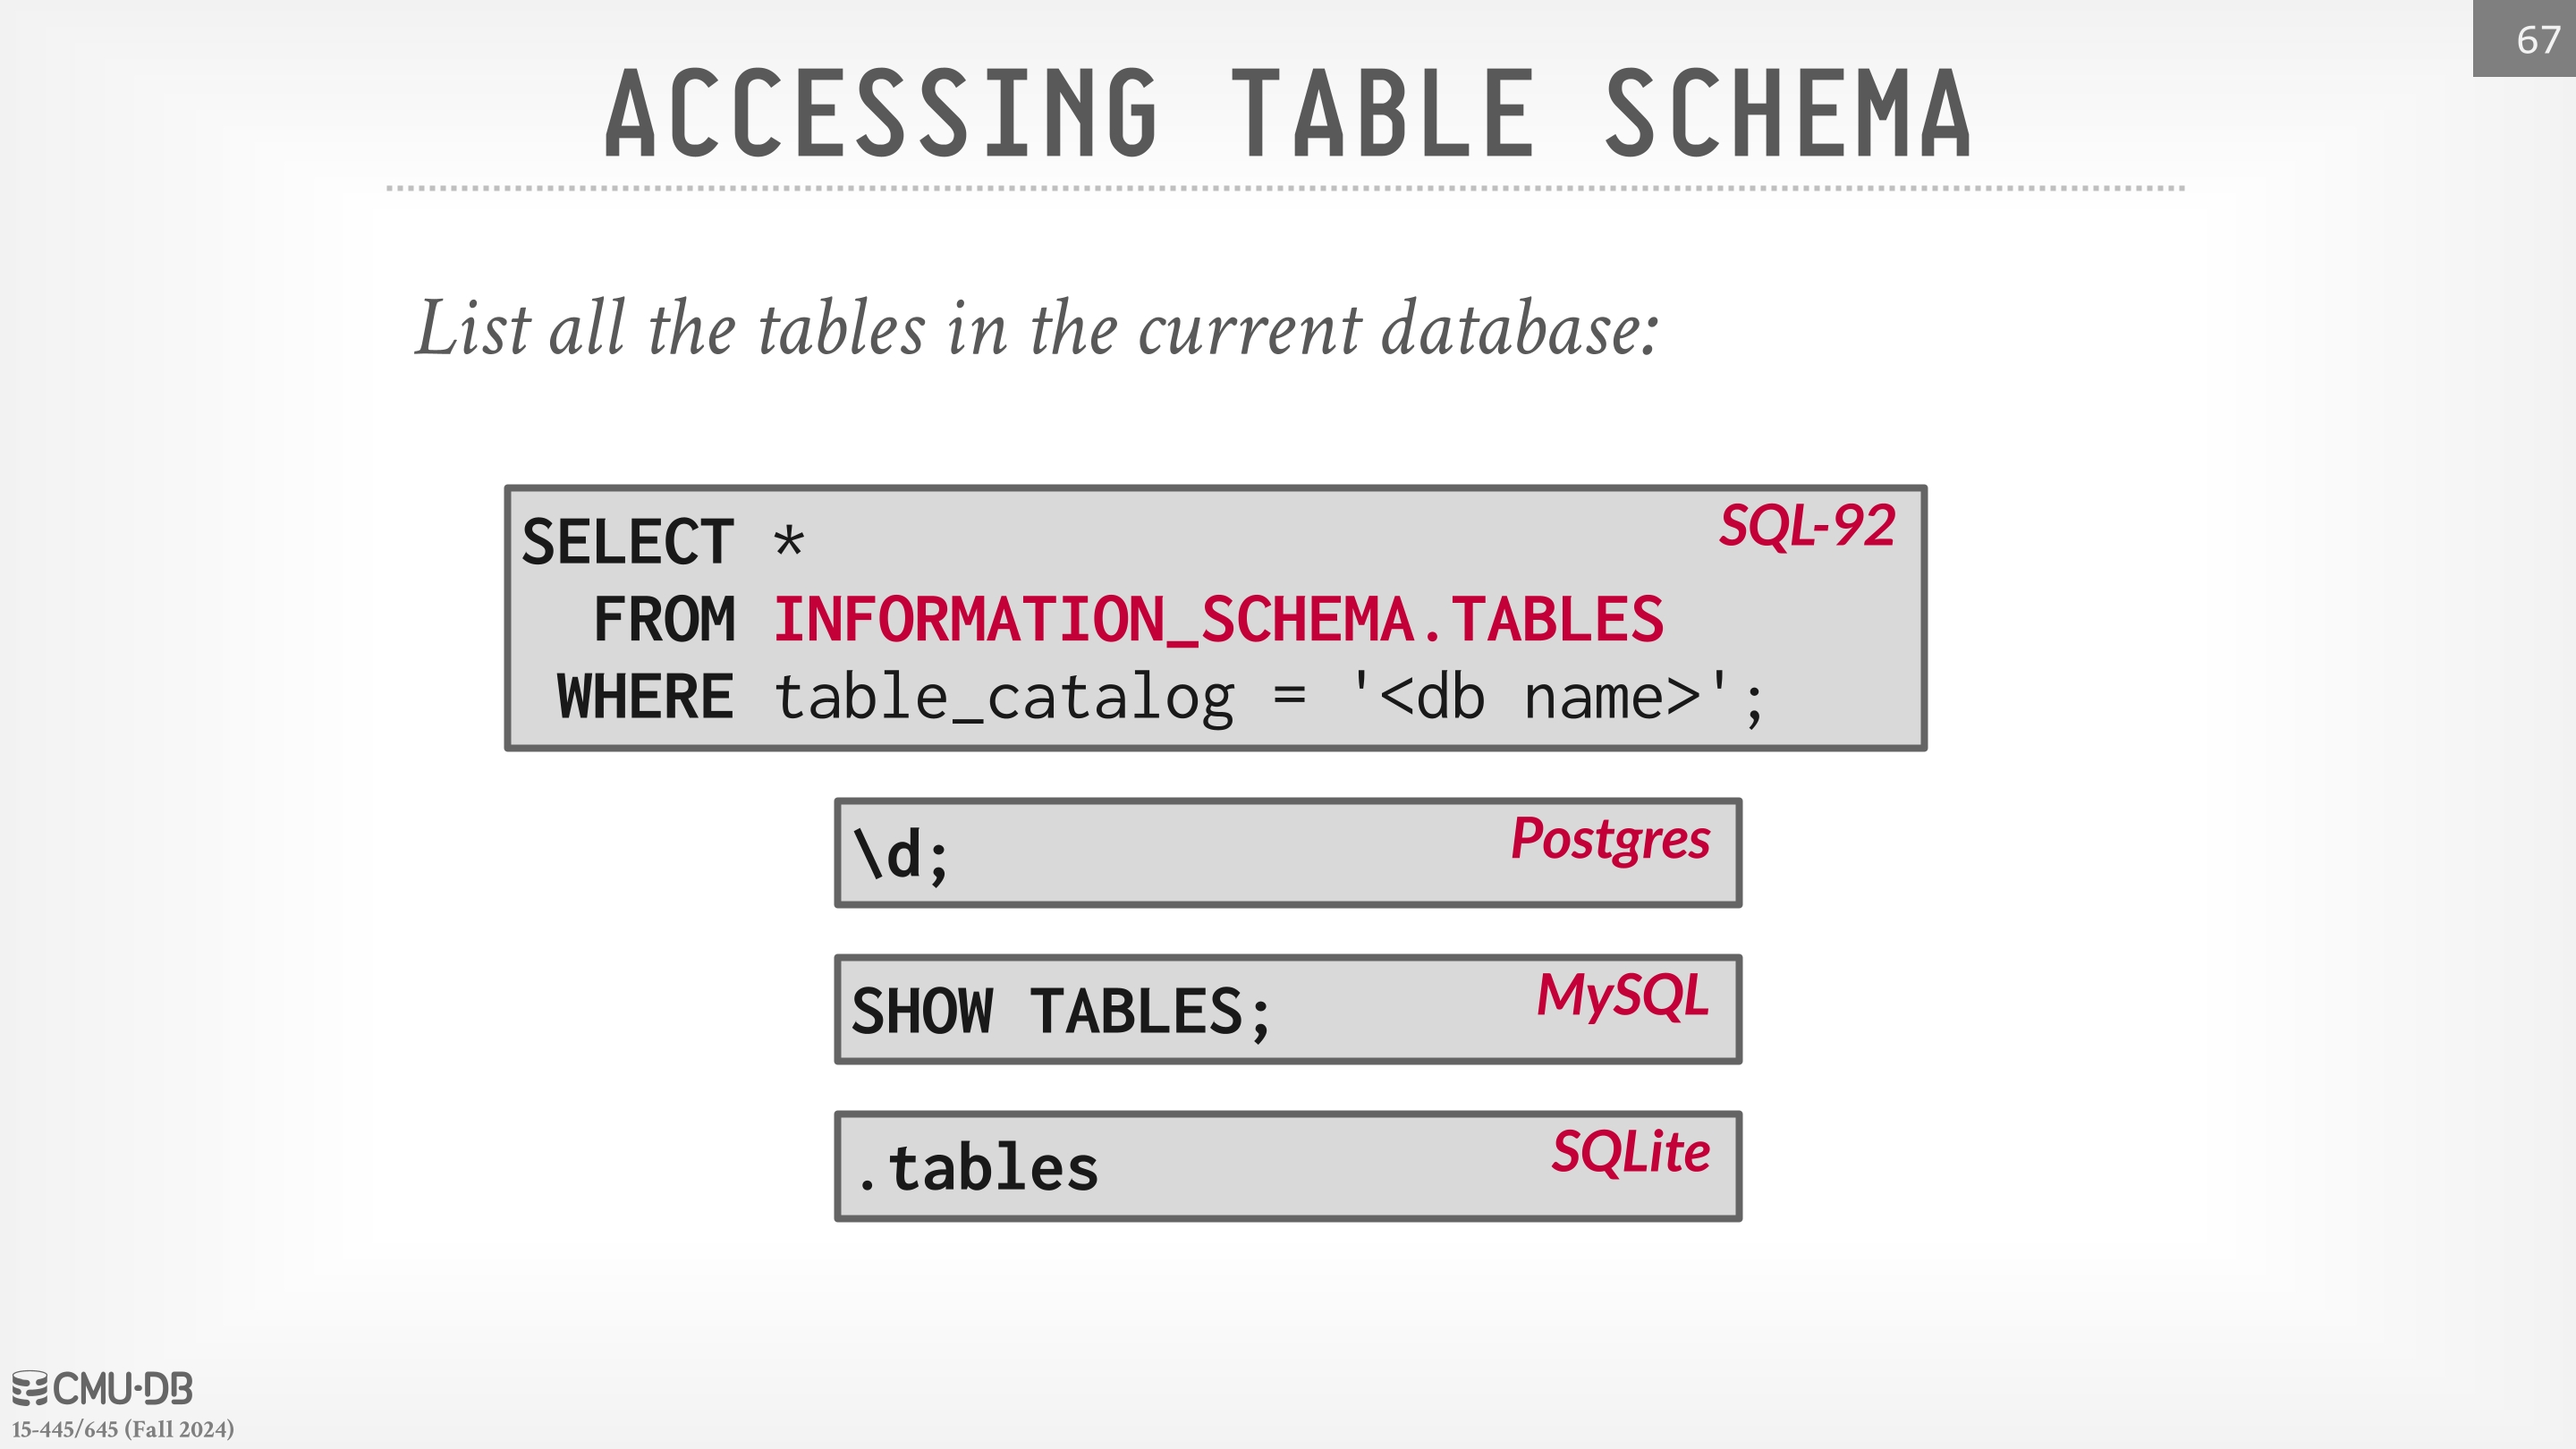 67
ACCESSING TABLE SCHEMA
List all the tables in the current database:
SQL-92
SELECT *
FROM INFORMATION_SCHEMA.TABLES
WHERE table_catalog = '<db name>';
Postgres
\d;
MySQL
SHOW TABLES;
SQLite
.tables
CMU·DB
15-445/645 (Fall 2024)